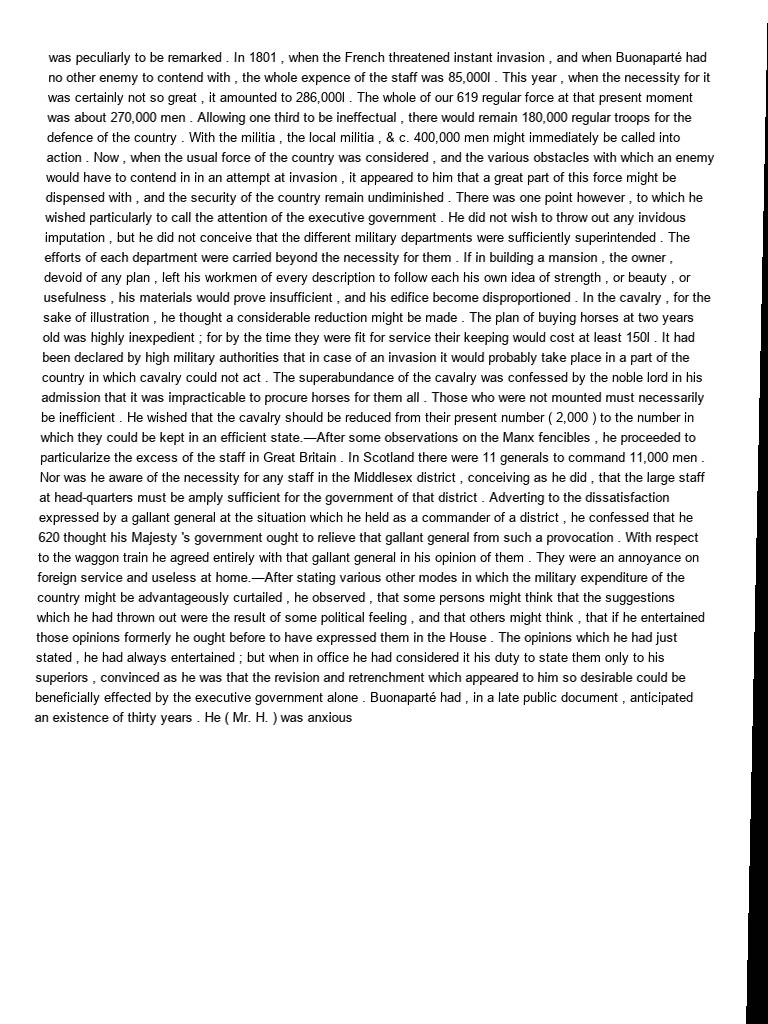 was peculiarly to be remarked . In 1801 , when the French threatened instant invasion , and when Buonaparté had
no other enemy to contend with , the whole expence of the staff was 85,000l . This year , when the necessity for it
was certainly not so great , it amounted to 286,000l . The whole of our 619 regular force at that present moment
was about 270,000 men . Allowing one third to be ineffectual , there would remain 180,000 regular troops for the
defence of the country . With the militia , the local militia , & c. 400,000 men might immediately be called into
action . Now , when the usual force of the country was considered , and the various obstacles with which an enemy
would have to contend in in an attempt at invasion , it appeared to him that a great part of this force might be
dispensed with , and the security of the country remain undiminished . There was one point however , to which he
wished particularly to call the attention of the executive government . He did not wish to throw out any invidous
imputation , but he did not conceive that the different military departments were sufficiently superintended . The
efforts of each department were carried beyond the necessity for them . If in building a mansion , the owner ,
devoid of any plan , left his workmen of every description to follow each his own idea of strength , or beauty , or
usefulness , his materials would prove insufficient , and his edifice become disproportioned . In the cavalry , for the
sake of illustration , he thought a considerable reduction might be made . The plan of buying horses at two years
old was highly inexpedient ; for by the time they were fit for service their keeping would cost at least 150l . It had
been declared by high military authorities that in case of an invasion it would probably take place in a part of the
country in which cavalry could not act . The superabundance of the cavalry was confessed by the noble lord in his
admission that it was impracticable to procure horses for them all . Those who were not mounted must necessarily
be inefficient . He wished that the cavalry should be reduced from their present number ( 2,000 ) to the number in
which they could be kept in an efficient state.—After some observations on the Manx fencibles , he proceeded to
particularize the excess of the staff in Great Britain . In Scotland there were 11 generals to command 11,000 men .
Nor was he aware of the necessity for any staff in the Middlesex district , conceiving as he did , that the large staff
at head-quarters must be amply sufficient for the government of that district . Adverting to the dissatisfaction
expressed by a gallant general at the situation which he held as a commander of a district , he confessed that he
620 thought his Majesty 's government ought to relieve that gallant general from such a provocation . With respect
to the waggon train he agreed entirely with that gallant general in his opinion of them . They were an annoyance on
foreign service and useless at home.—After stating various other modes in which the military expenditure of the
country might be advantageously curtailed , he observed , that some persons might think that the suggestions
which he had thrown out were the result of some political feeling , and that others might think , that if he entertained
those opinions formerly he ought before to have expressed them in the House . The opinions which he had just
stated , he had always entertained ; but when in office he had considered it his duty to state them only to his
superiors , convinced as he was that the revision and retrenchment which appeared to him so desirable could be
beneficially effected by the executive government alone . Buonaparté had , in a late public document , anticipated
an existence of thirty years . He ( Mr. H. ) was anxious